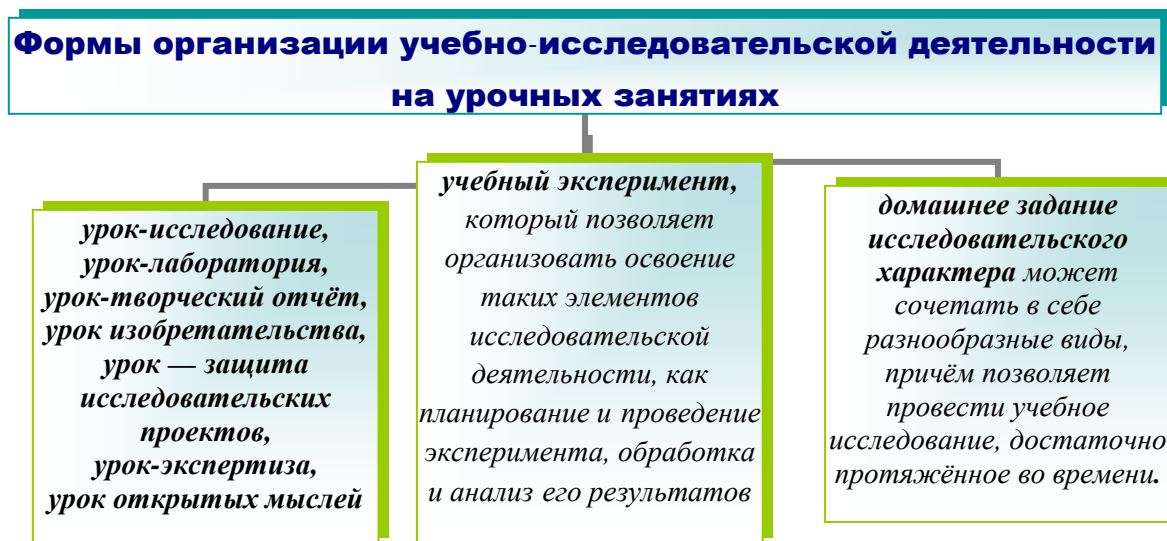 Формы организации учебно-исследовательской деятельности
на урочных занятиях
урок-исследование,
урок-лаборатория,
урок-творческий отчёт,
урок изобретательства,
урок — защита
исследовательских
проектов,
урок-экспертиза,
урок открытых мыслей
учебный эксперимент,
который позволяет
организовать освоение
таких элементов
исследовательской
деятельности, как
планирование и проведение
эксперимента, обработка
и анализ его результатов
домашнее задание
исследовательского
характера может
сочетать в себе
разнообразные виды,
причём позволяет
провести учебное
исследование, достаточно
протяжённое во времени.